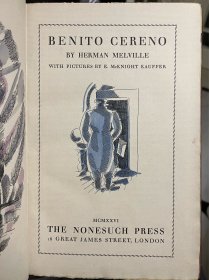 BENITO CERENO
BY HERMAN MELVILLE
WITH PICTURES BY E. McKNIGHT KAUFFER
MCMXXVI
THE NONESUCH PRESS
16 GREAT JAMES STREET, LONDON